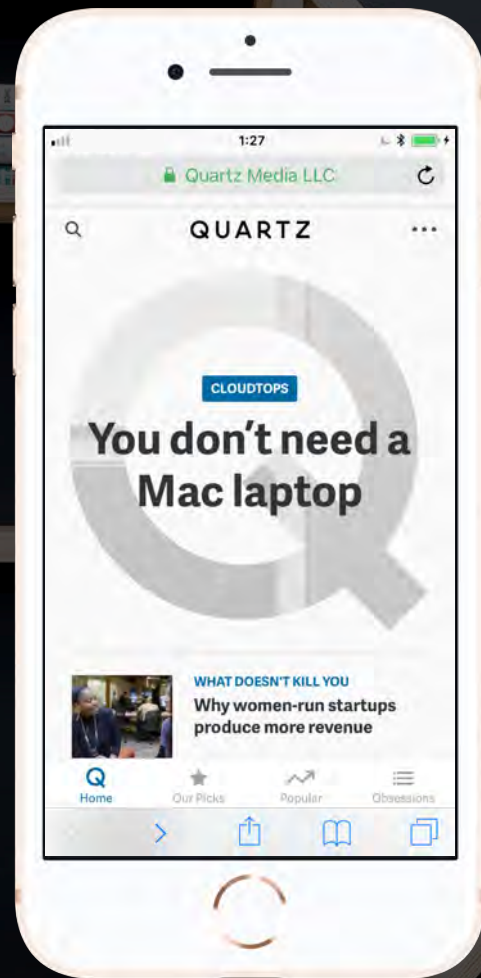 1:27
Quartz Media LLC
QUARTZ
CLOUDTOPS
You don't need a
Mac laptop
WHAT DOESN'T KILL YOU
Why women-run startups
produce more revenue
Q
Home
Our Picks
Popular
Obsessions